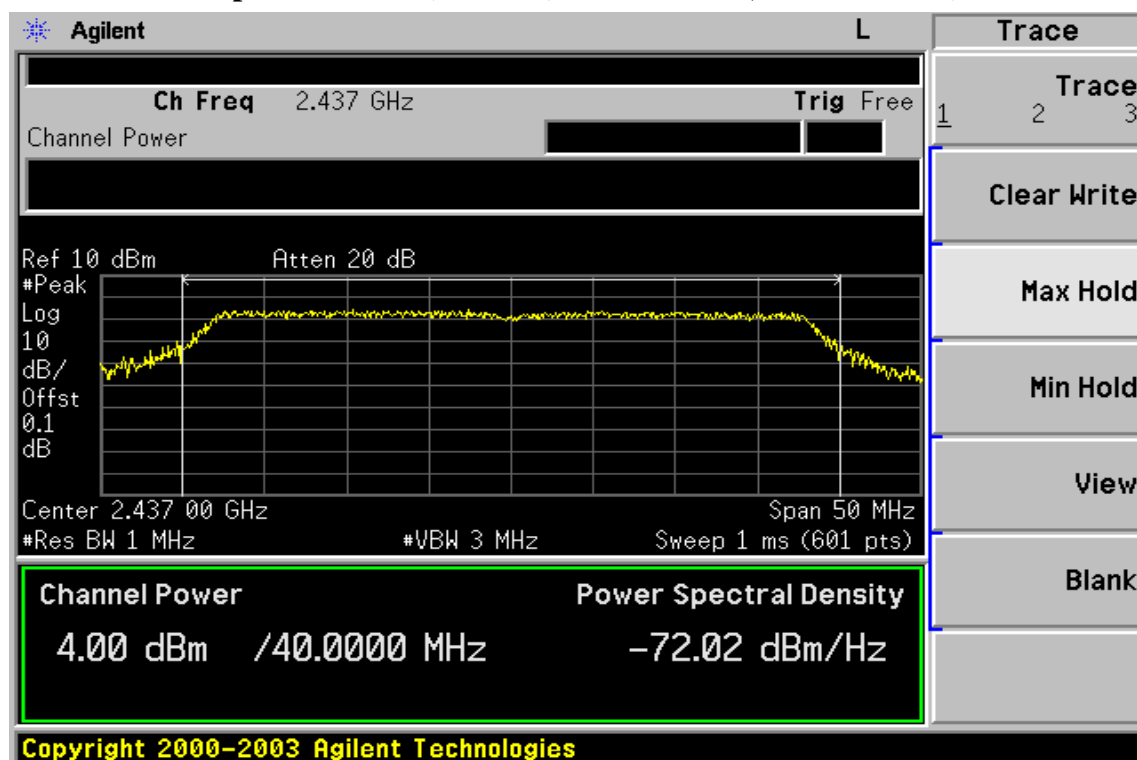 Agilent L
Trace
Ch Freq 2.437 GHz Trig Free
Channel Power
Trace
1 2 3
Clear Write
Max Hold
Min Hold
View
Blank
Ref 10 dBm Atten 20 dB
#Peak
Log
10
dB/
Offst
0.1
dB
Center 2.437 00 GHz Span 50 MHz
#Res BW 1 MHz #VBW 3 MHz Sweep 1 ms (601 pts)
Channel Power Power Spectral Density
4.00 dBm /40.0000 MHz -72.02 dBm/Hz
Copyright 2000-2003 Agilent Technologies